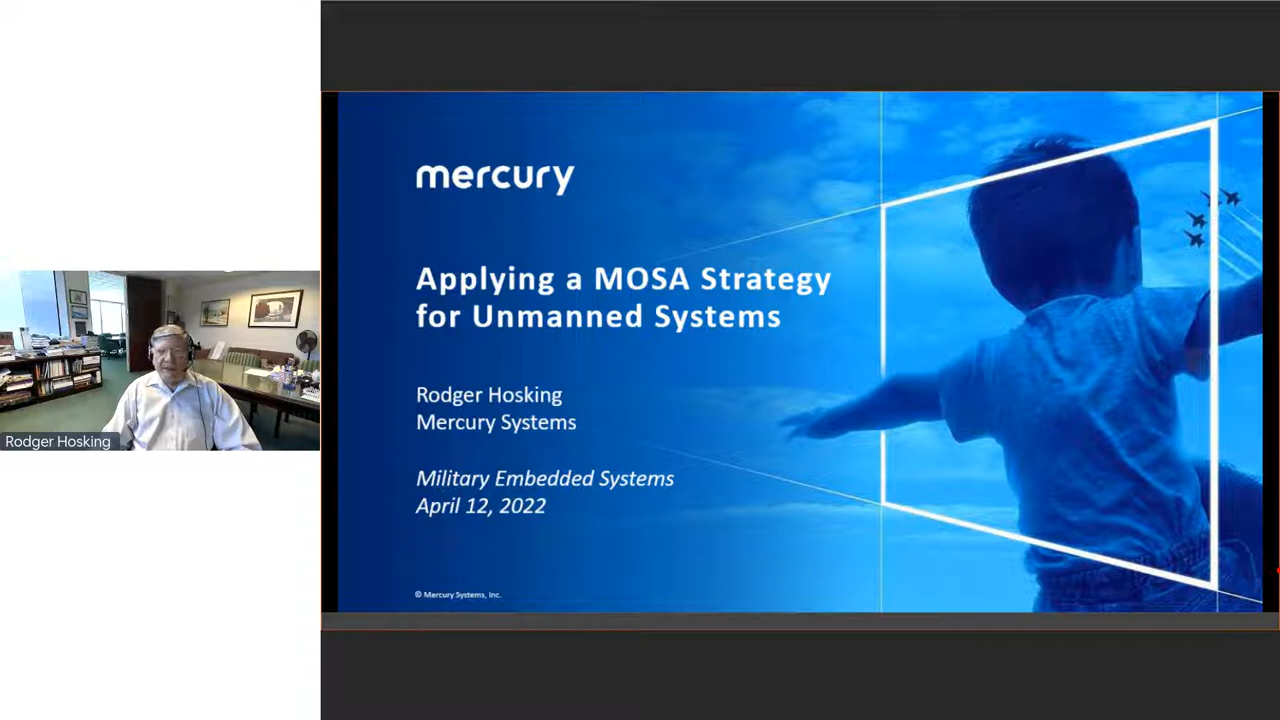 mercury
Applying a MOSA Strategy
for Unmanned Systems
Rodger Hosking
Mercury Systems
Military Embedded Systems
April 12, 2022
© Mercury Systems, Inc.
Rodger Hosking